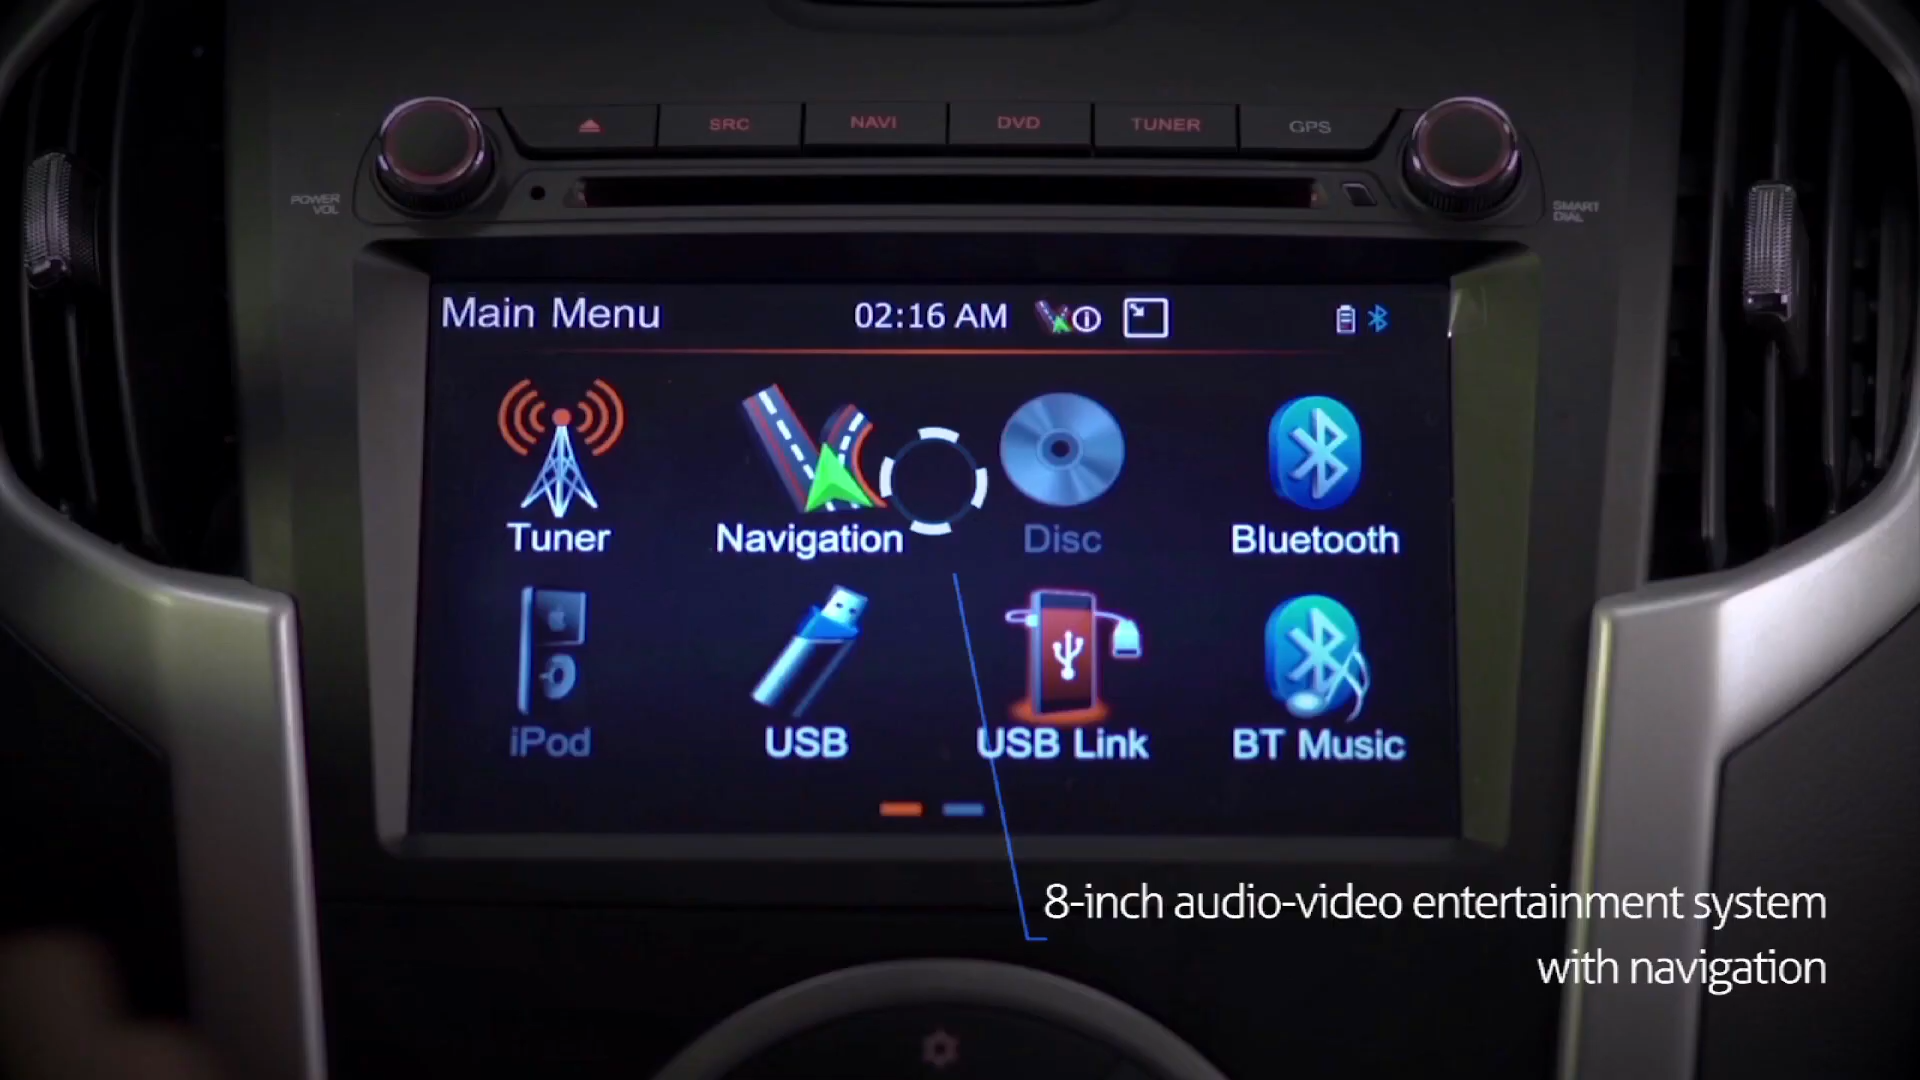 SRC NAVI DVD TUNER GPS
POWER
VOL
SMART
DIAL
Main Menu 02:16 AM
Tuner Navigation Disc Bluetooth
iPod USB USB Link BT Music
8-inch audio-video entertainment system
with navigation